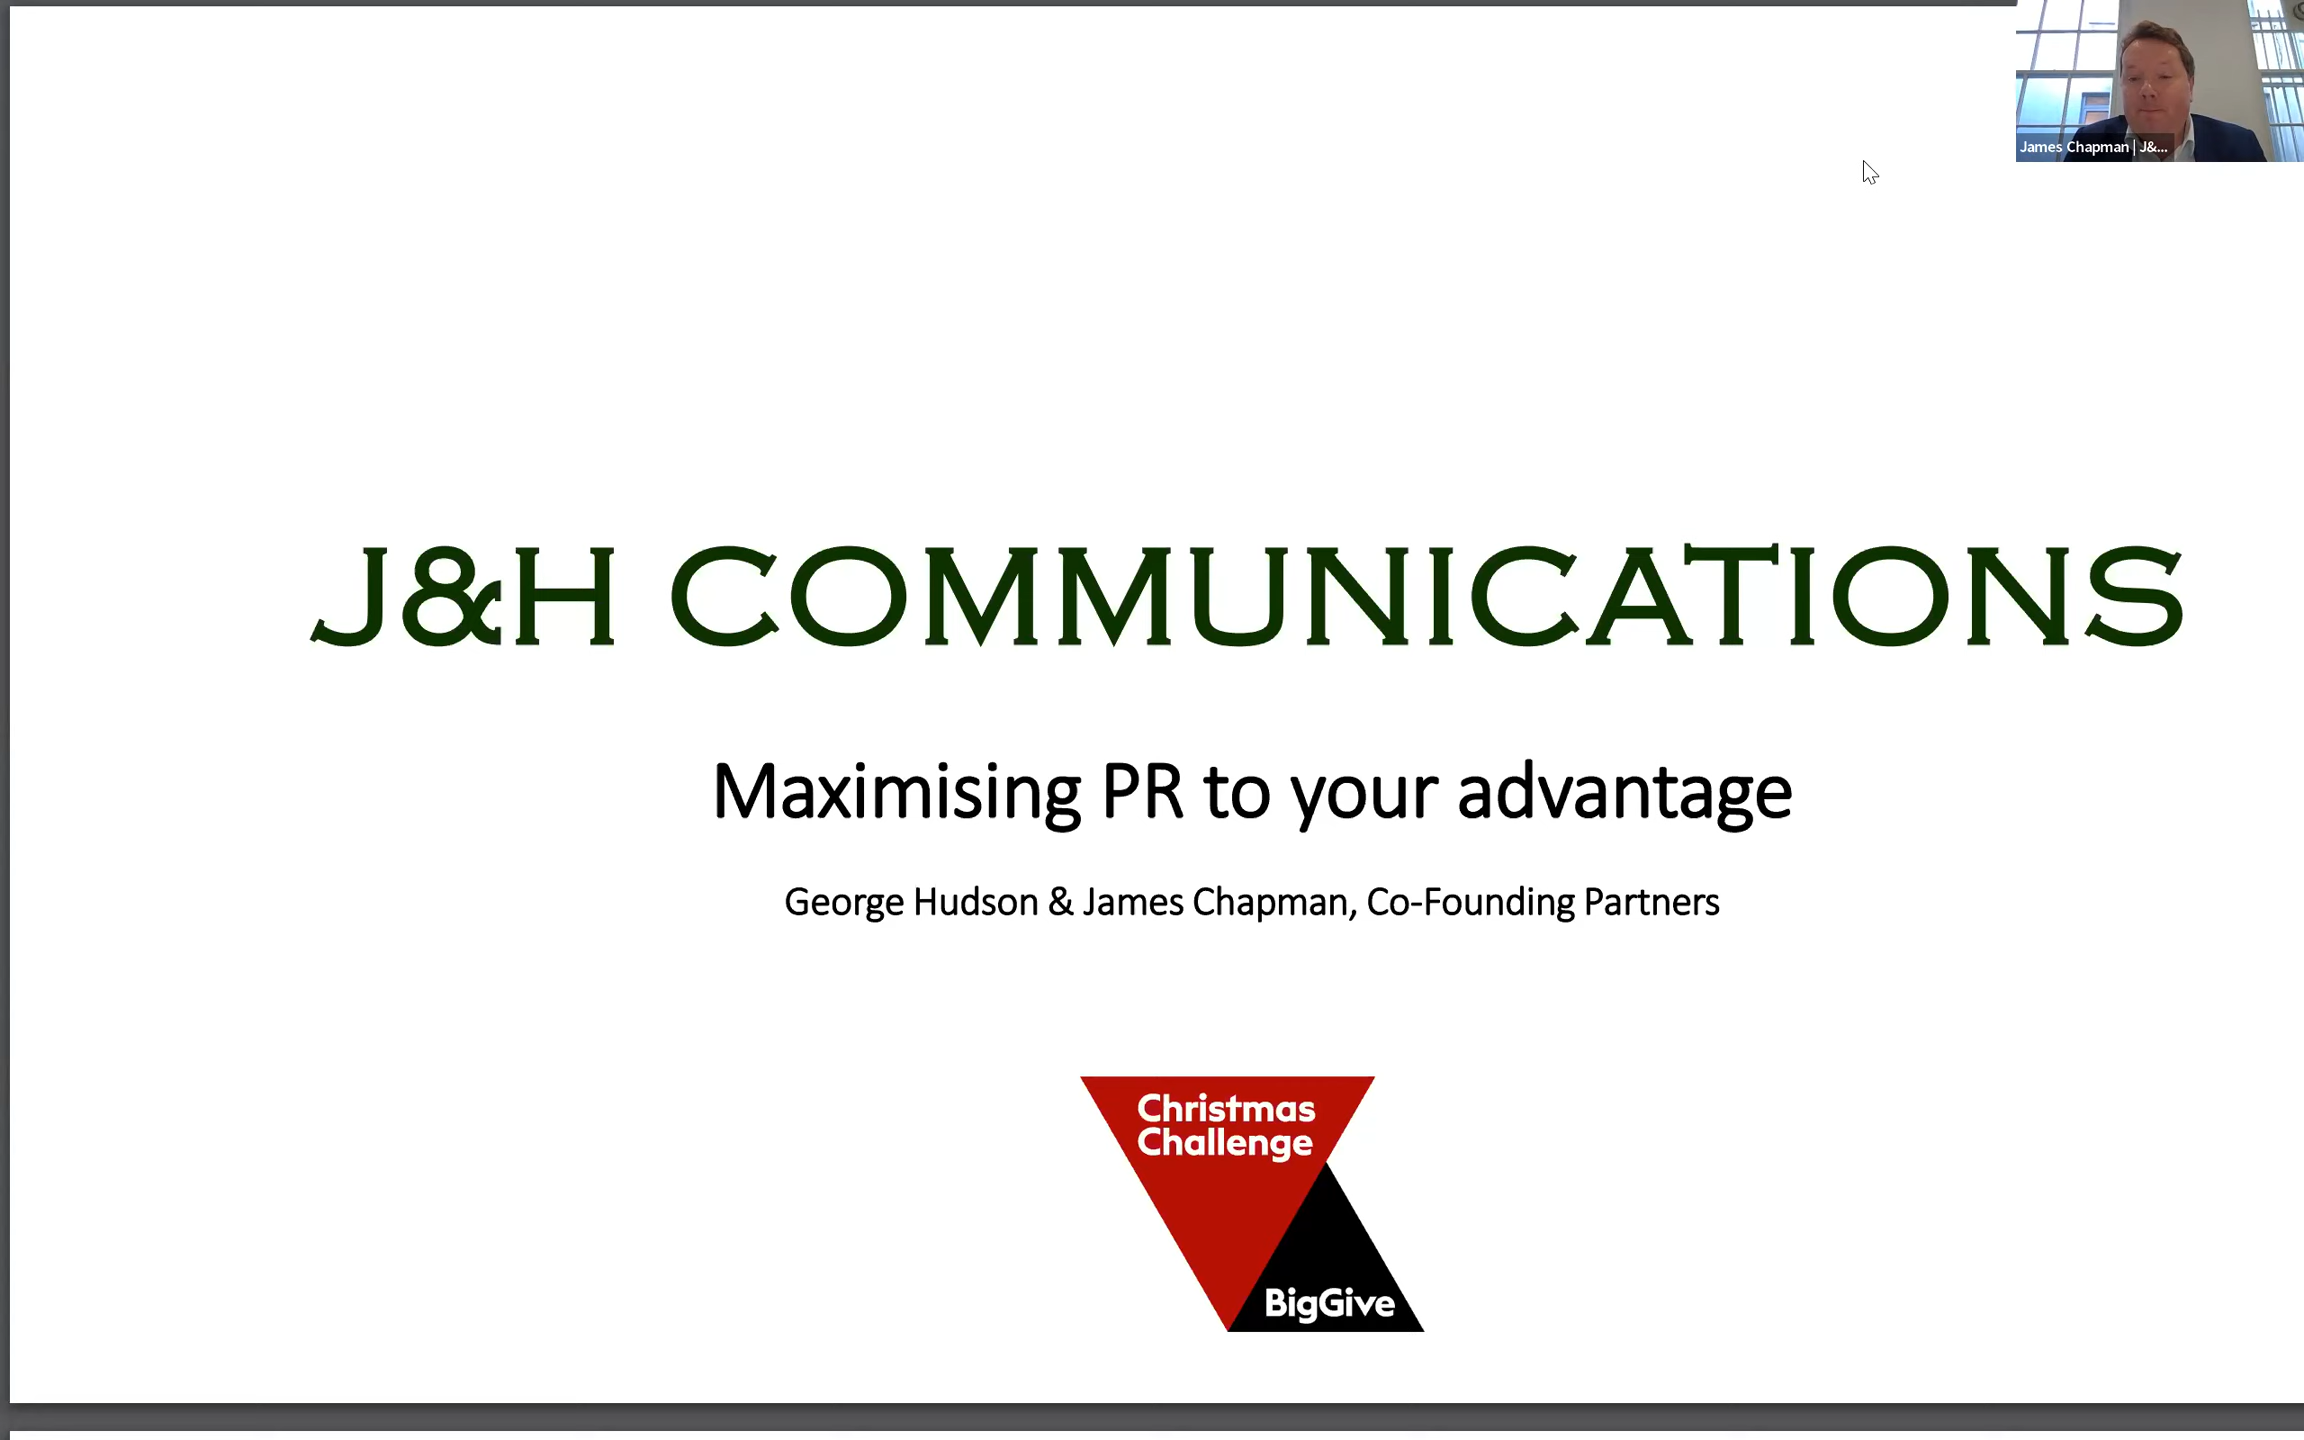 James Chapman | J&...
J&H COMMUNICATIONS
Maximising PR to your advantage
George Hudson & James Chapman, Co-Founding Partners
Christmas
Challenge
BigGive